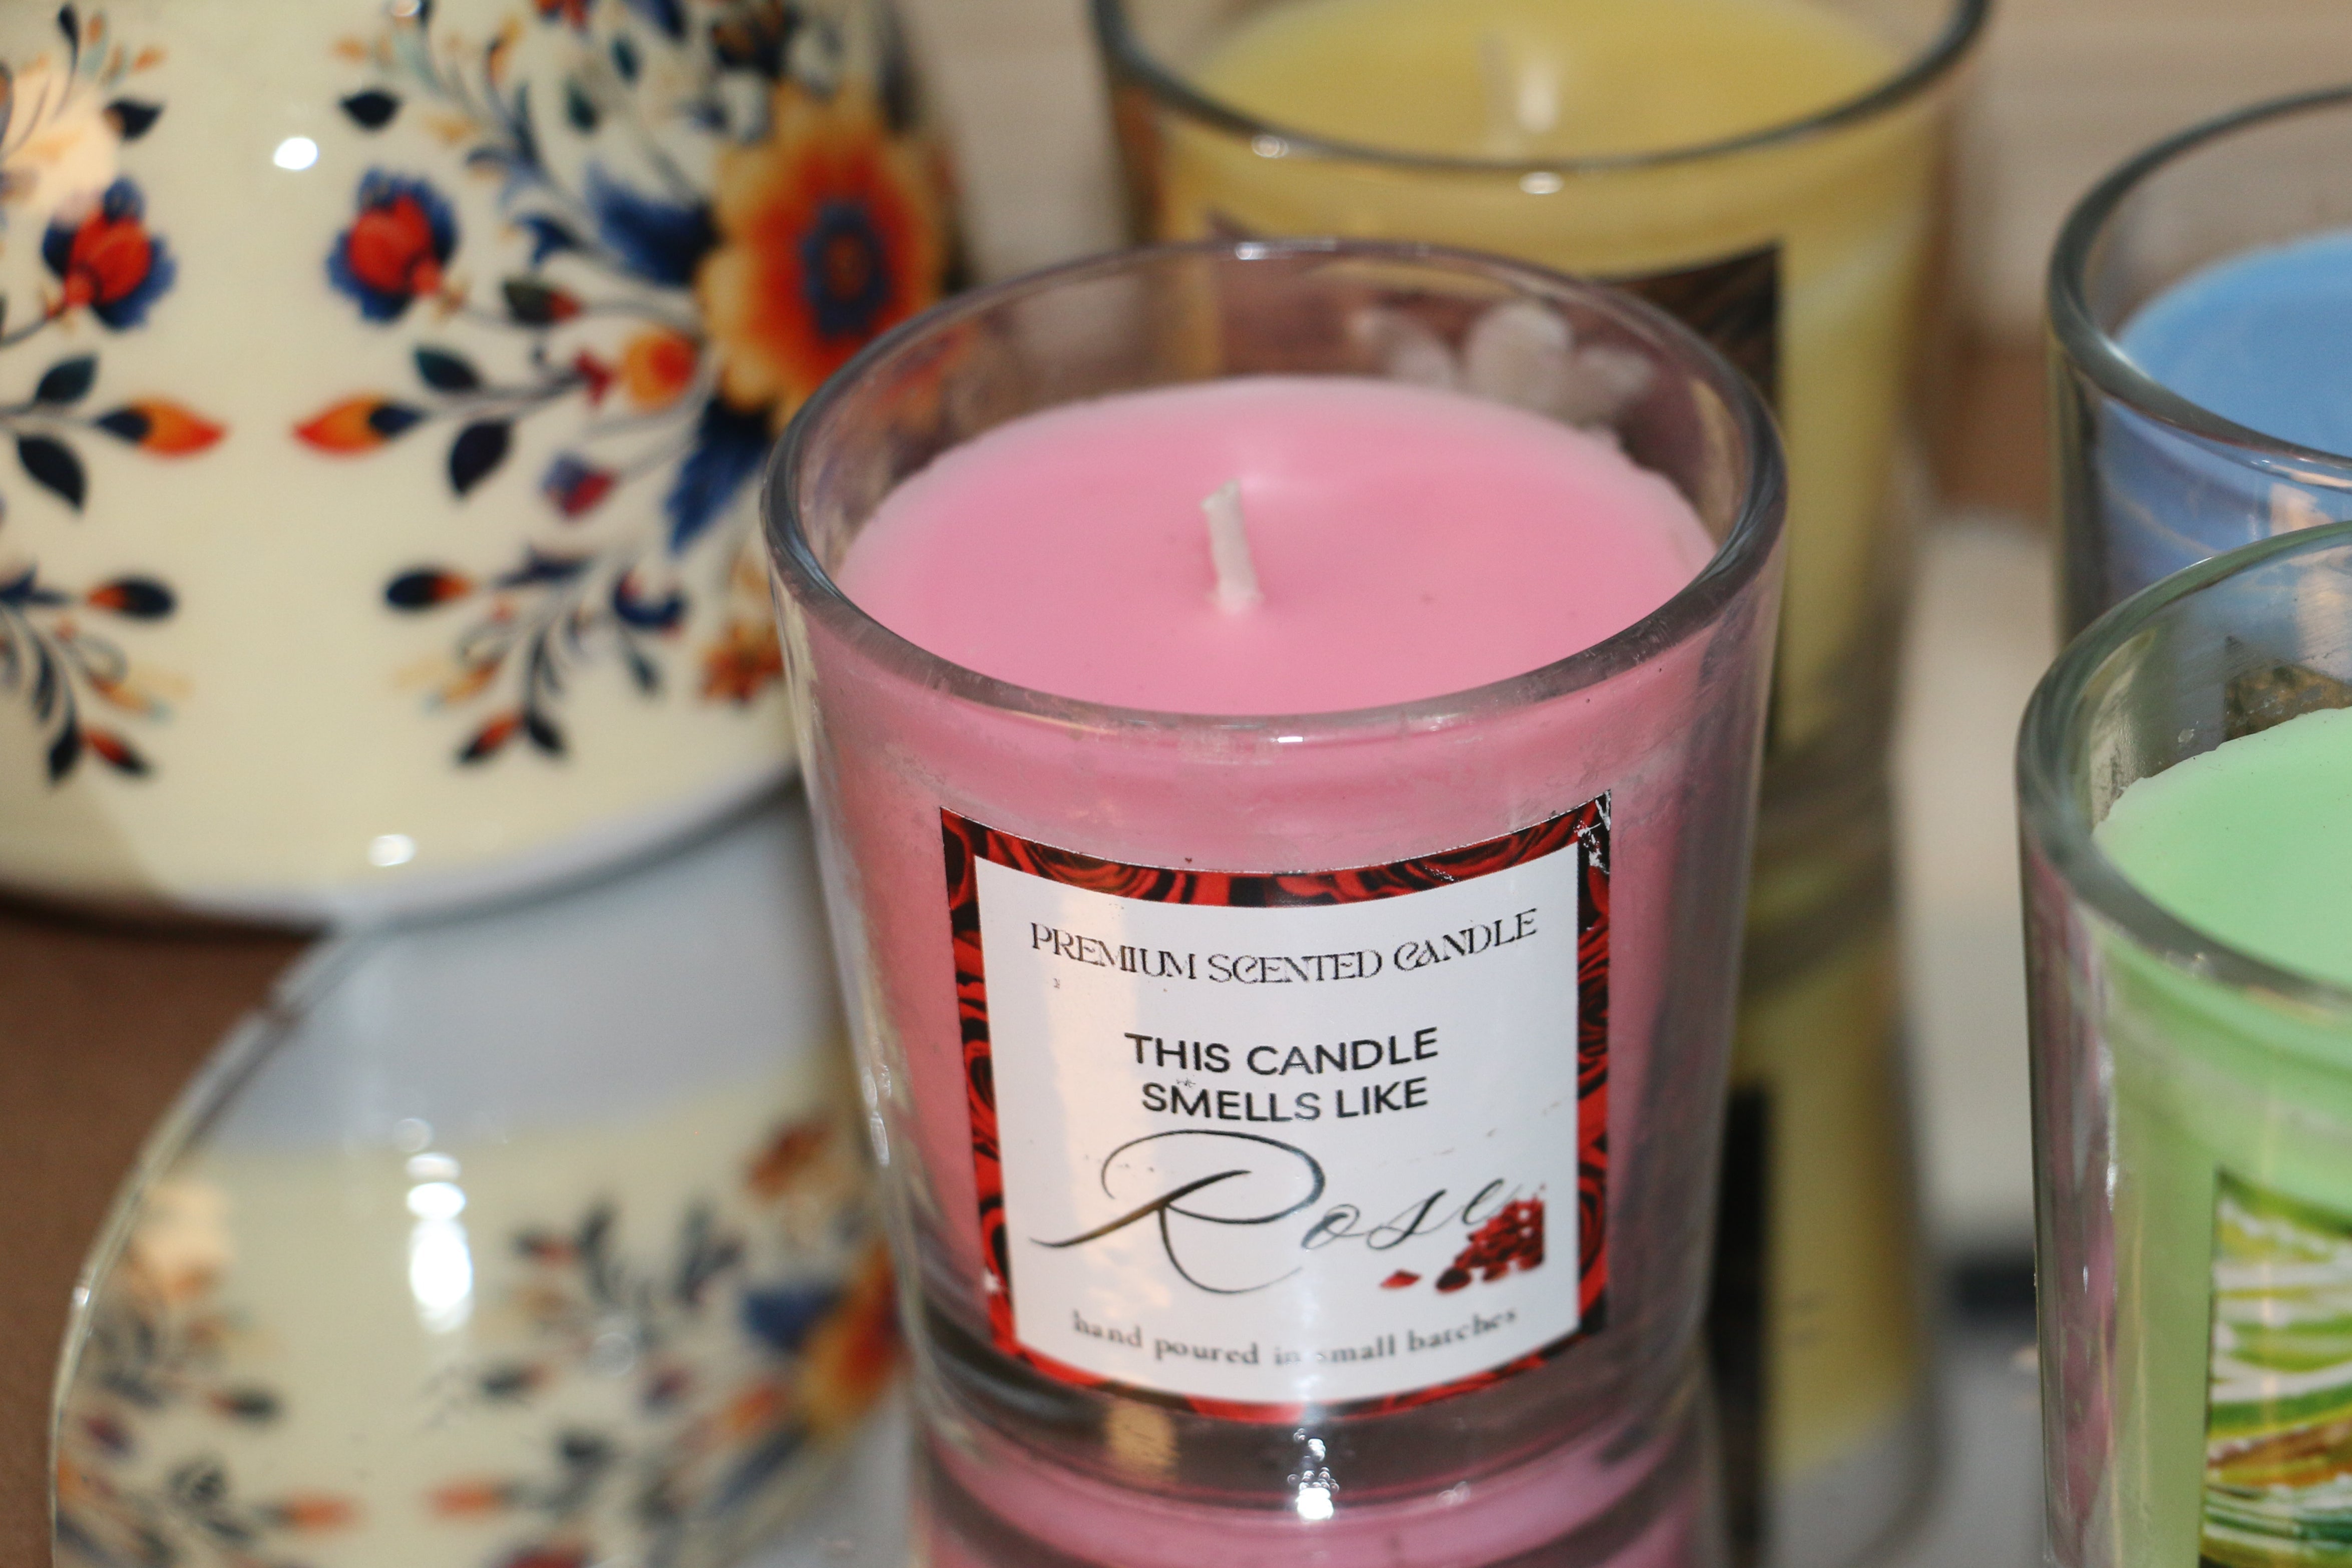 PREMIUM SCENTED CANDLE
THIS CANDLE
SMELLS LIKE
Rose
hand poured in small batches